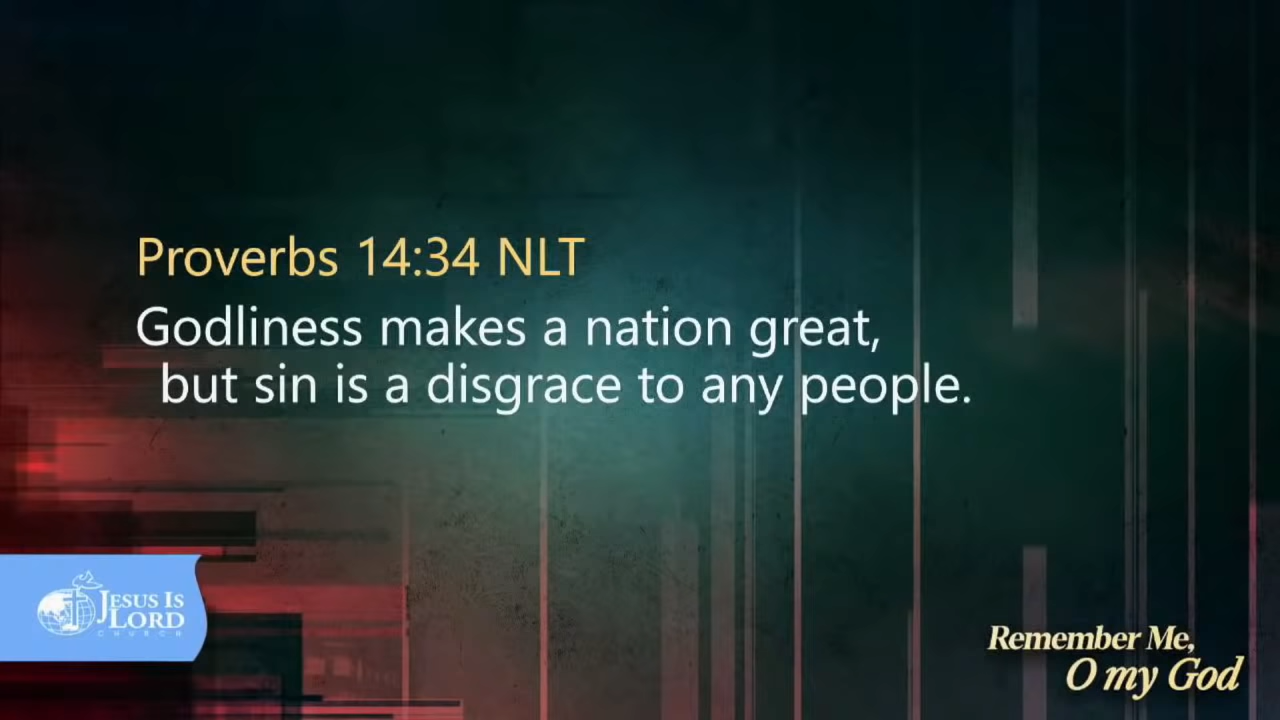 Proverbs 14:34 NLT
Godliness makes a nation great,
but sin is a disgrace to any people.
JESUS IS
LORD
CHURCH
Remember Me,
O my God